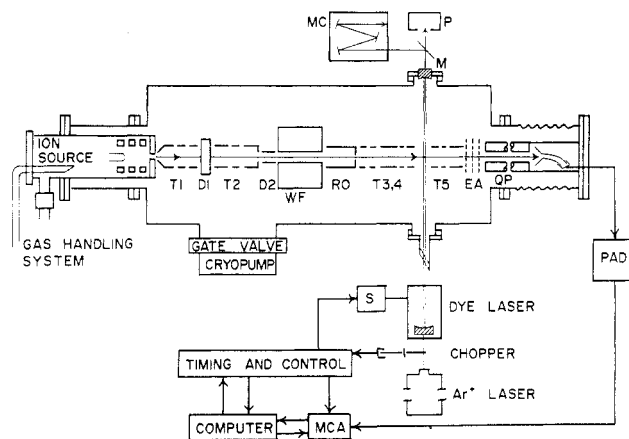 MC
P
M
ION
SOURCE
T1
D1
T2
D2
WF
RO
T3,4
T5
EA
QP
GAS HANDLING
SYSTEM
GATE VALVE
CRYOPUMP
PAD
S
DYE LASER
TIMING AND CONTROL
CHOPPER
Ar+ LASER
COMPUTER
MCA